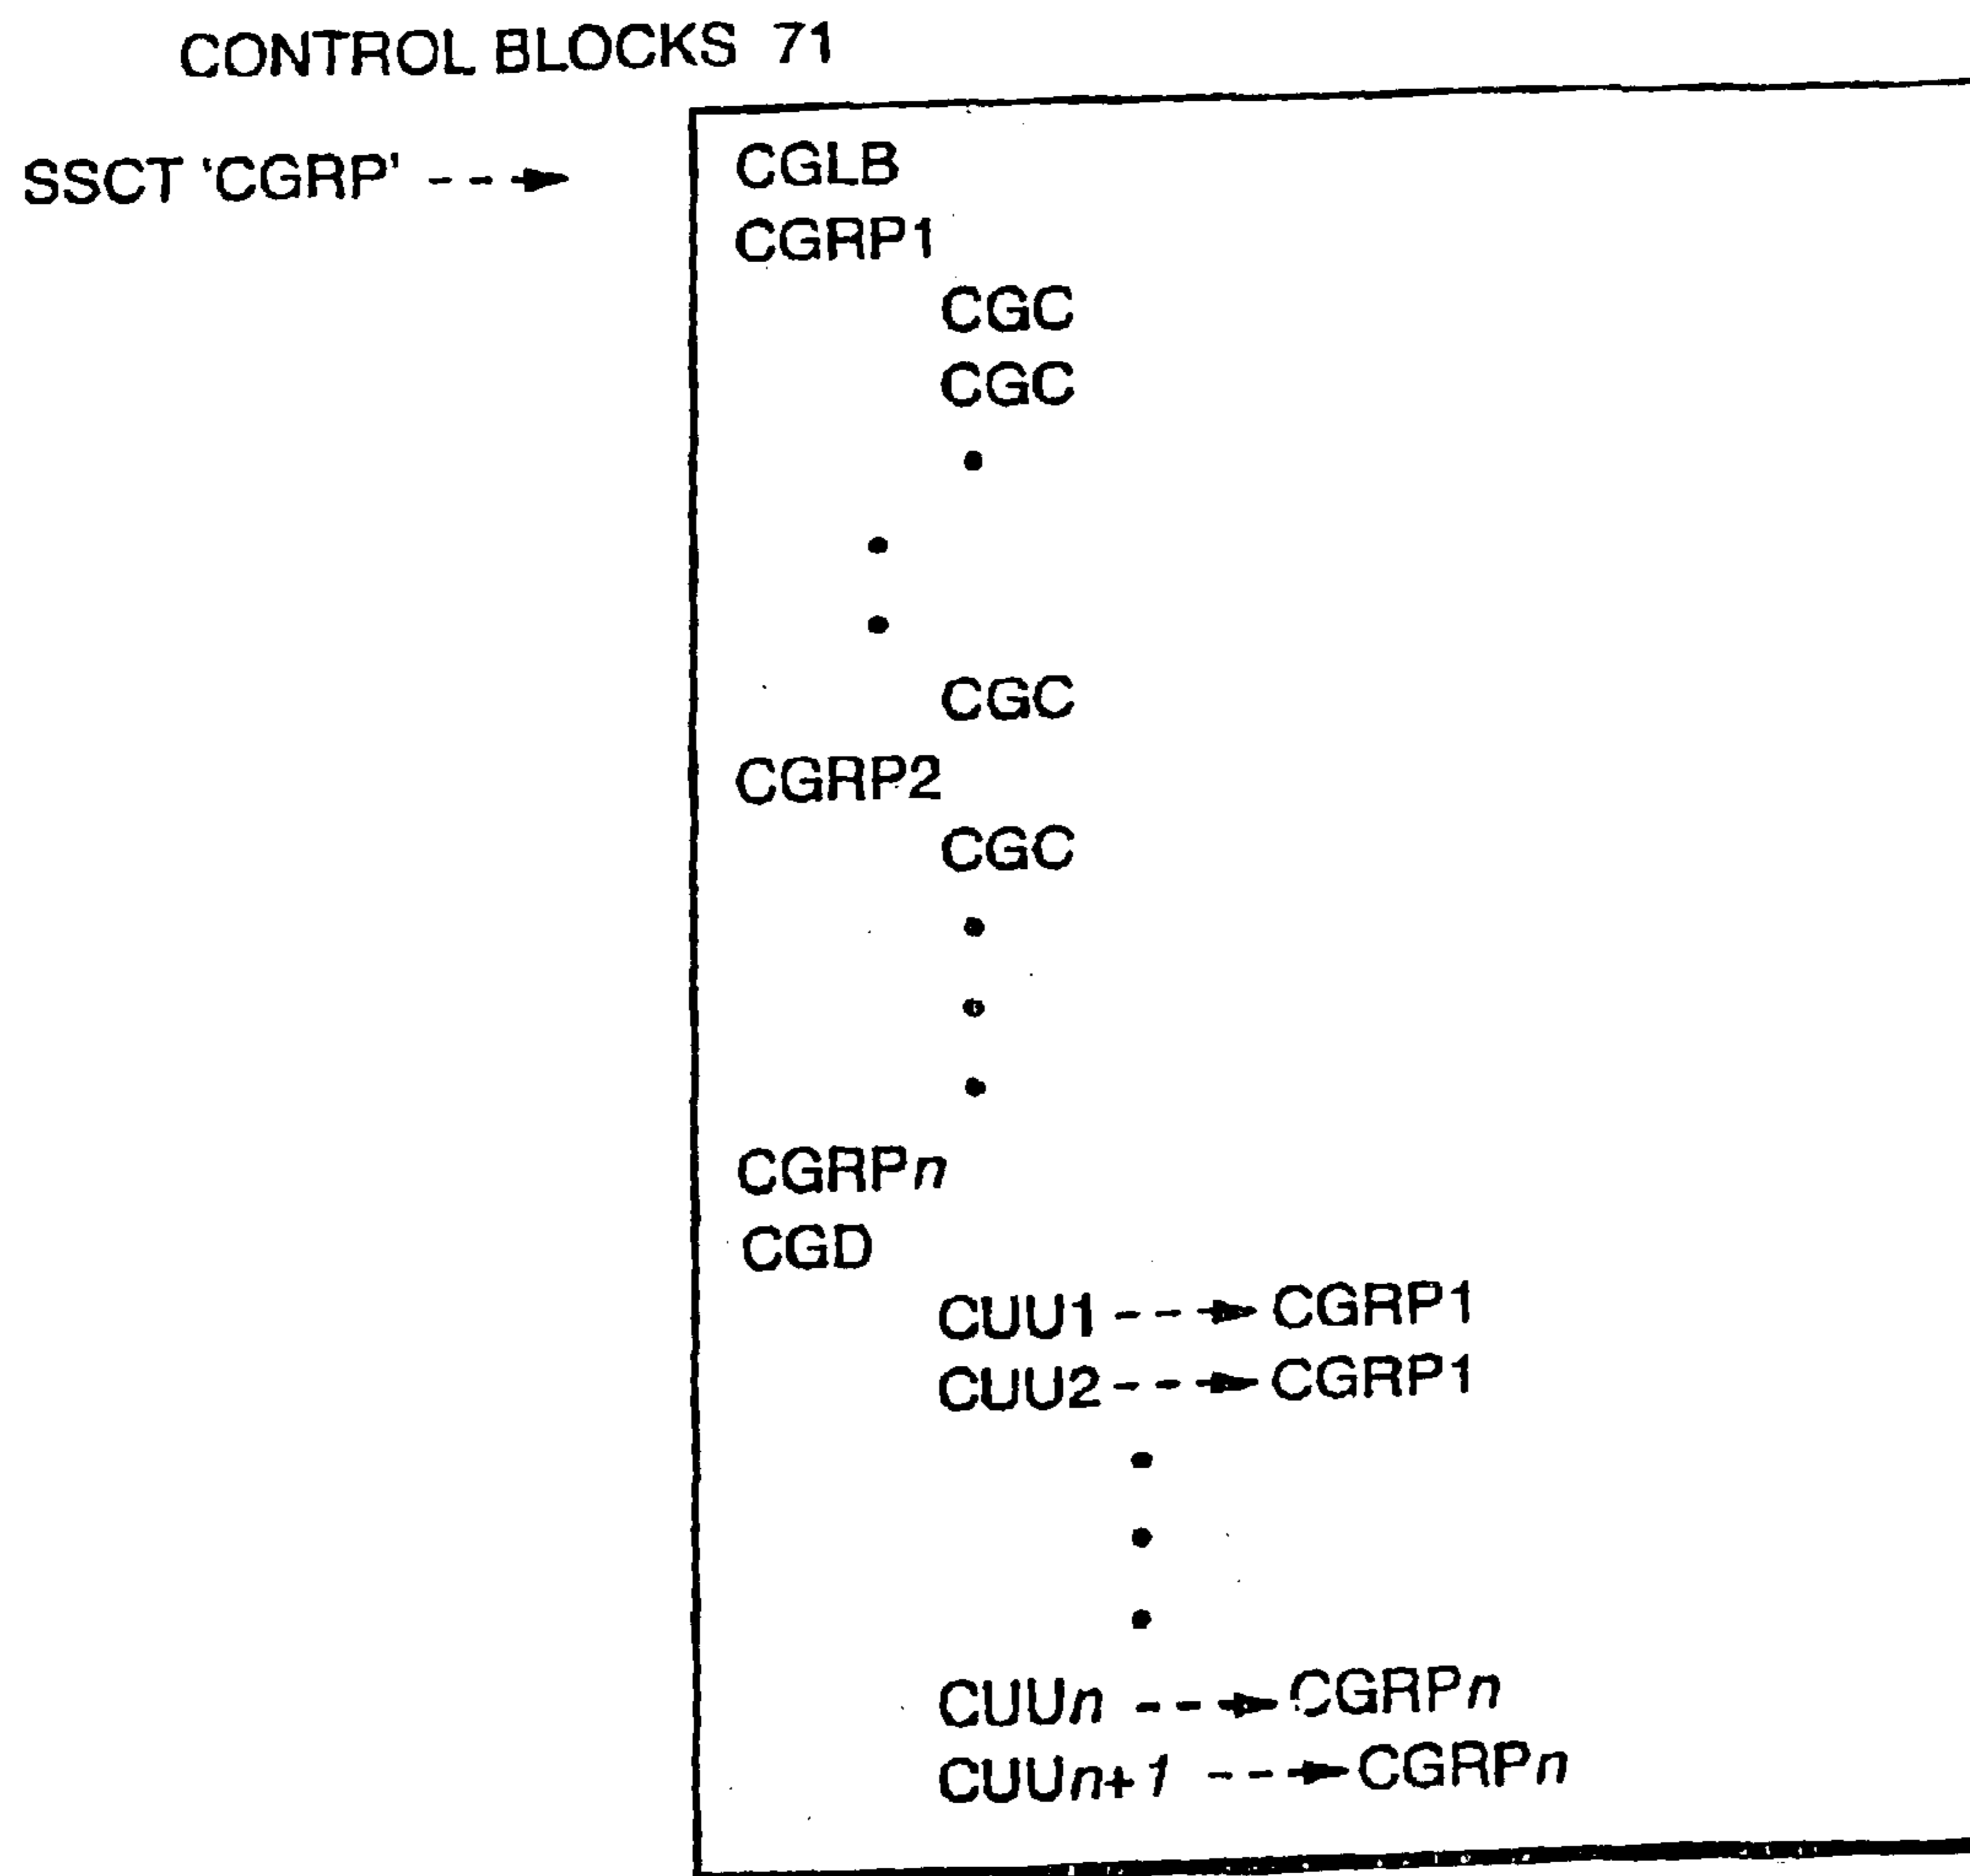 CONTROL BLOCKS 71
SSCT 'CGRP'
CGLB
CGRP1
CGC
CGC
CGC
CGRP2
CGC
CGRPn
CGD
CUU1 CGRP1
CUU2 CGRP1
CUUn CGRPn
CUUn+1 CGRPn